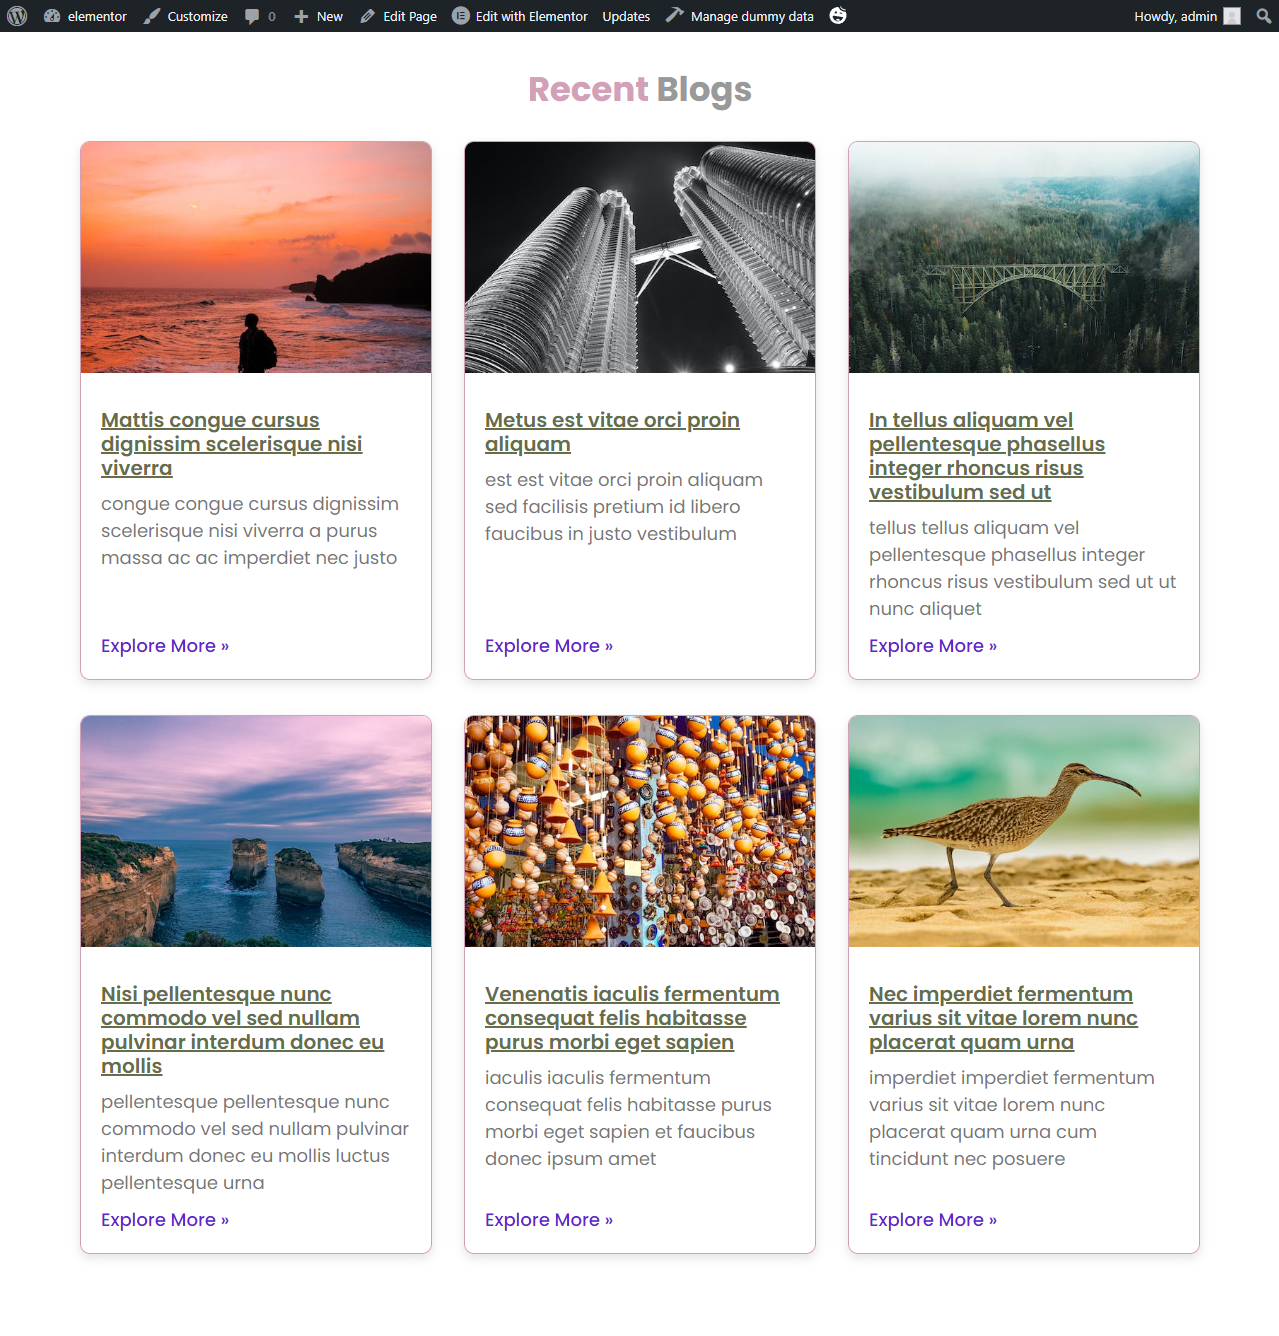 elementor Customize 0 New Edit Page Edit with Elementor Updates Manage dummy data Howdy, admin
Recent Blogs
Mattis congue cursus
dignissim scelerisque nisi
viverra
congue congue cursus dignissim
scelerisque nisi viverra a purus
massa ac ac imperdiet nec justo
Explore More »
Metus est vitae orci proin
aliquam
est est vitae orci proin aliquam
sed facilisis pretium id libero
faucibus in justo vestibulum
Explore More »
In tellus aliquam vel
pellentesque phasellus
integer rhoncus risus
vestibulum sed ut
tellus tellus aliquam vel
pellentesque phasellus integer
rhoncus risus vestibulum sed ut ut
nunc aliquet
Explore More »
Nisi pellentesque nunc
commodo vel sed nullam
pulvinar interdum donec eu
mollis
pellentesque pellentesque nunc
commodo vel sed nullam pulvinar
interdum donec eu mollis luctus
pellentesque urna
Explore More »
Venenatis iaculis fermentum
consequat felis habitasse
purus morbi eget sapien
iaculis iaculis fermentum
consequat felis habitasse purus
morbi eget sapien et faucibus
donec ipsum amet
Explore More »
Nec imperdiet fermentum
varius sit vitae lorem nunc
placerat quam urna
imperdiet imperdiet fermentum
varius sit vitae lorem nunc
placerat quam urna cum
tincidunt nec posuere
Explore More »